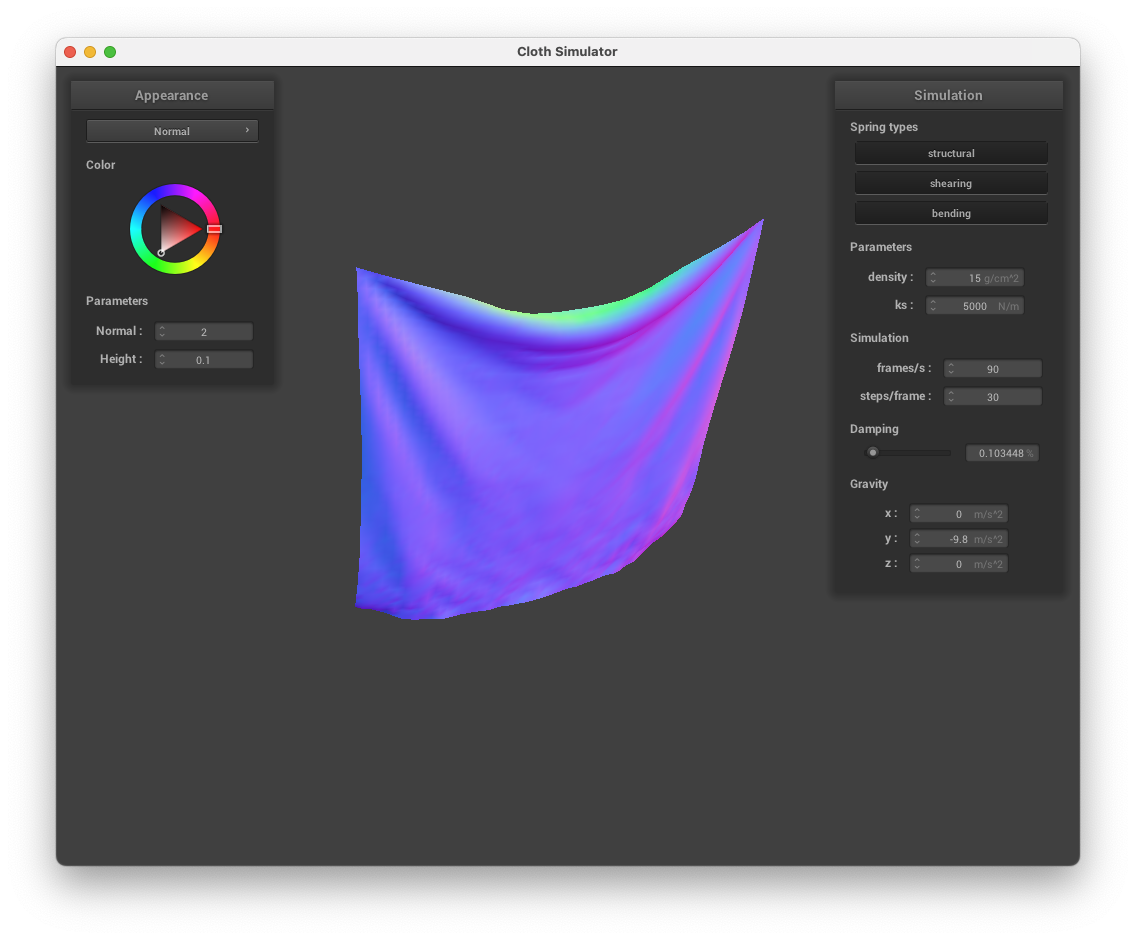 Cloth Simulator
Appearance
Normal ›
Color
Parameters
Normal : 2
Height : 0.1
Simulation
Spring types
structural
shearing
bending
Parameters
density : 15 g/cm^2
ks : 5000 N/m
Simulation
frames/s : 90
steps/frame : 30
Damping
0.103448 %
Gravity
x : 0 m/s^2
y : -9.8 m/s^2
z : 0 m/s^2